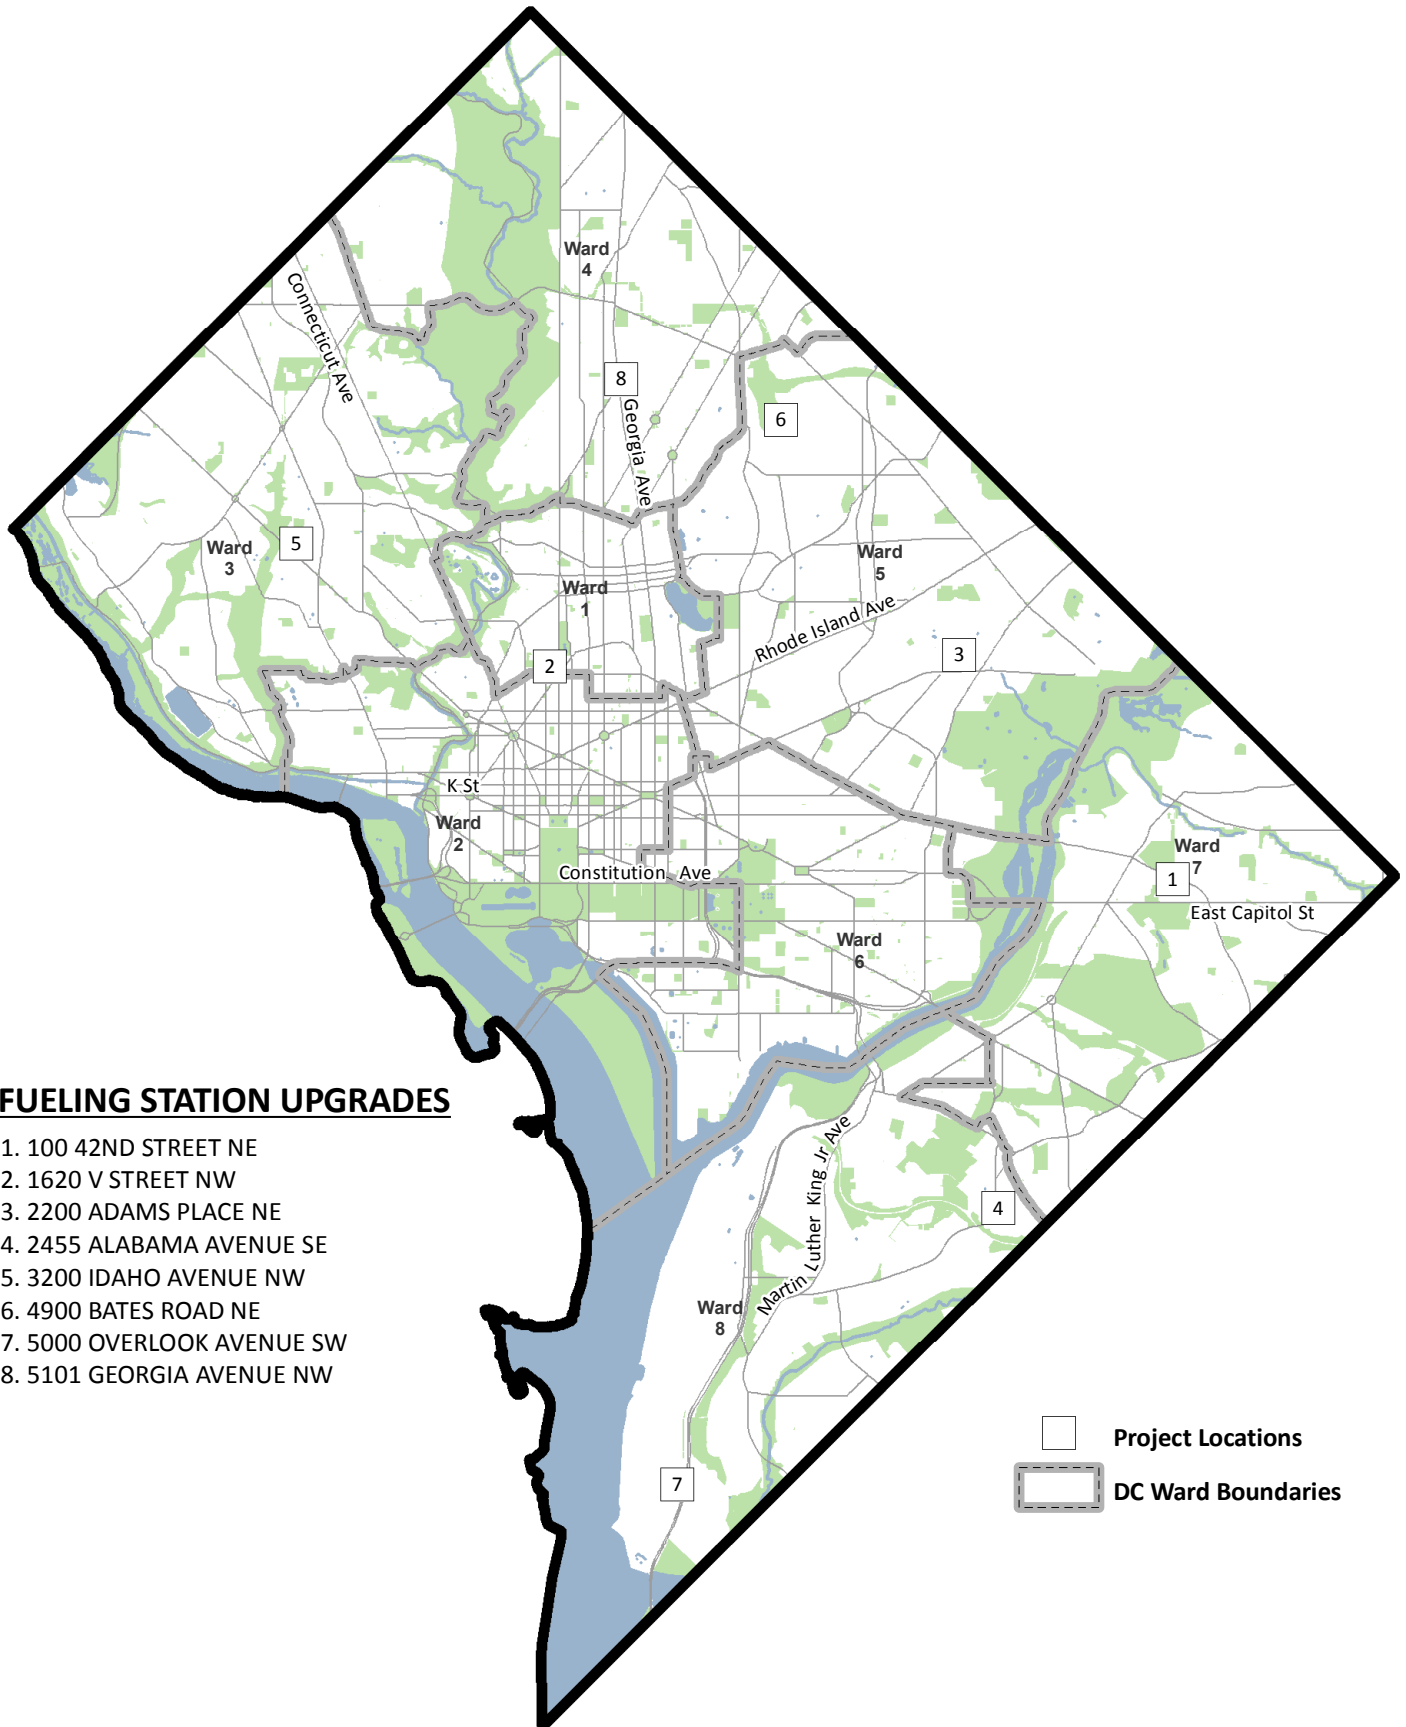 Ward
4
Connecticut Ave
8
Georgia Ave
6
5
Ward
3
Ward
5
Ward
1
Rhode Island Ave
3
2
K St
Ward
2
Constitution Ave
Ward
7
1
East Capitol St
Ward
6
FUELING STATION UPGRADES
1. 100 42ND STREET NE
2. 1620 V STREET NW
3. 2200 ADAMS PLACE NE
4. 2455 ALABAMA AVENUE SE
5. 3200 IDAHO AVENUE NW
6. 4900 BATES ROAD NE
7. 5000 OVERLOOK AVENUE SW
8. 5101 GEORGIA AVENUE NW
Martin Luther King Jr Ave
4
Ward
8
7
Project Locations
DC Ward Boundaries